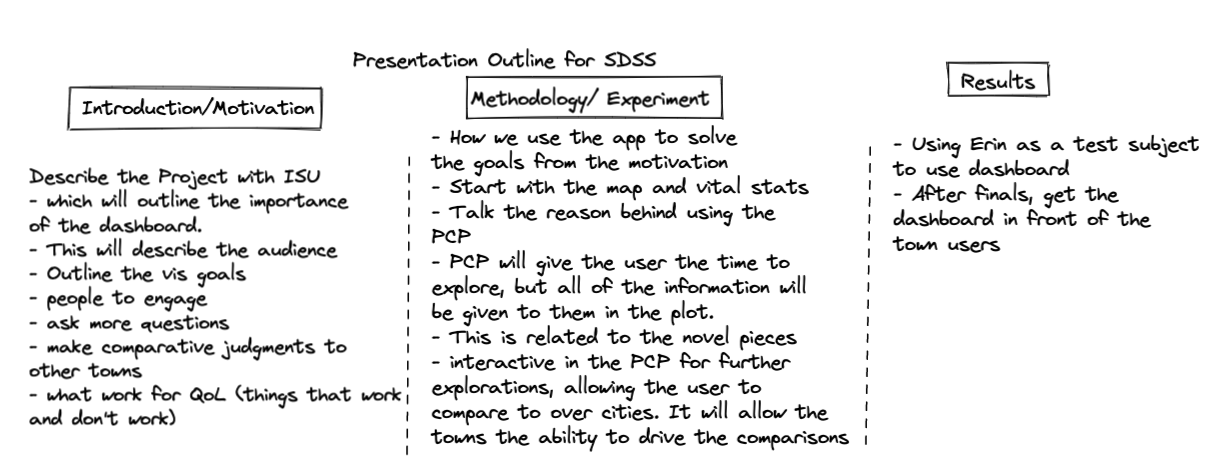 Presentation Outline for SDSS
Introduction/Motivation
Describe the Project with ISU
- which will outline the importance
of the dashboard.
- This will describe the audience
- Outline the vis goals
- people to engage
- ask more questions
- make comparative judgments to
other towns
- what work for QoL (things that work
and don't work)
Methodology/ Experiment
- How we use the app to solve
the goals from the motivation
- Start with the map and vital stats
- Talk the reason behind using the
PCP
- PCP will give the user the time to
explore, but all of the information will
be given to them in the plot.
- This is related to the novel pieces
- interactive in the PCP for further
explorations, allowing the user to
compare to over cities. It will allow the
towns the ability to drive the comparisons
Results
- Using Erin as a test subject
to use dashboard
- After finals, get the
dashboard in front of the
town users